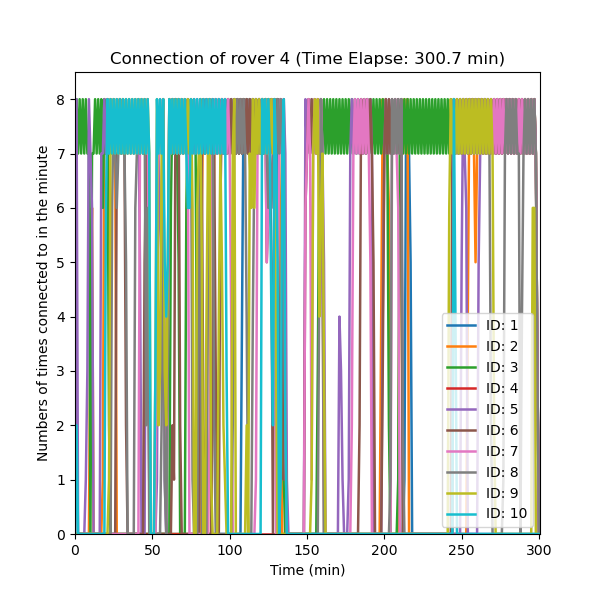 Connection of rover 4 (Time Elapse: 300.7 min)
Numbers of times connected to in the minute
8
7
6
5
4
3
2
1
0
0 50 100 150 200 250 300
Time (min)
ID: 1
ID: 2
ID: 3
ID: 4
ID: 5
ID: 6
ID: 7
ID: 8
ID: 9
ID: 10